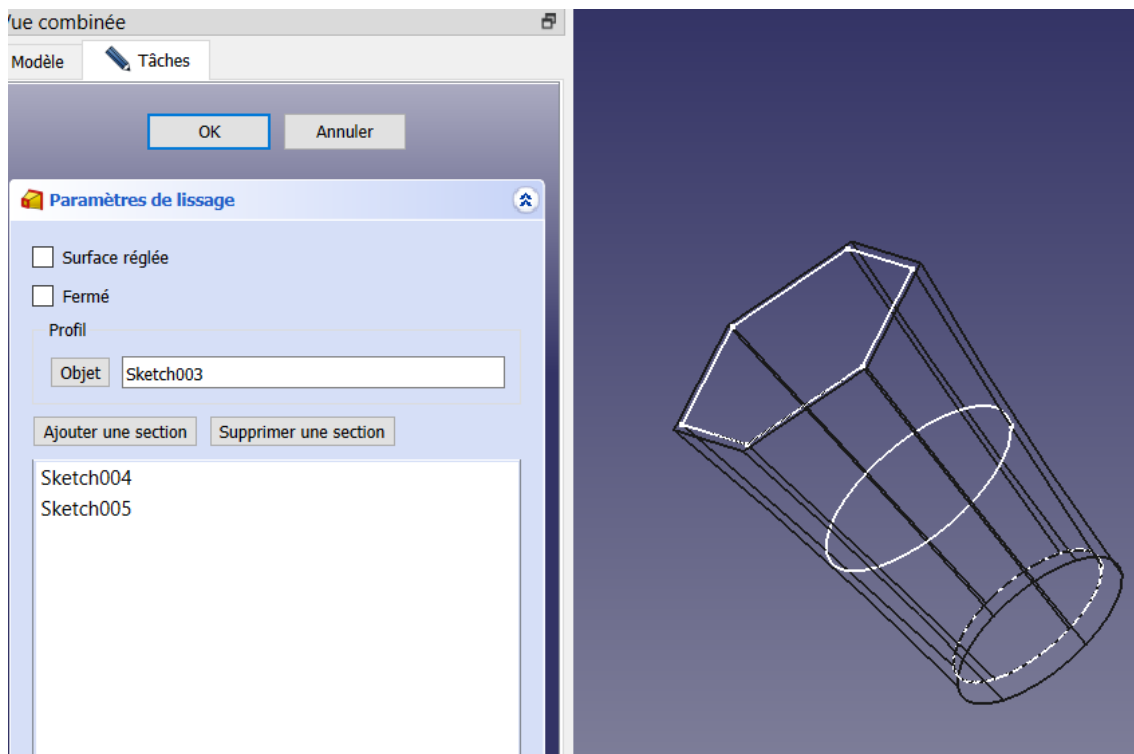 Vue combinée
Modèle
Tâches
OK
Annuler
Paramètres de lissage
Surface réglée
Fermé
Profil
Objet
Sketch003
Ajouter une section
Supprimer une section
Sketch004
Sketch005